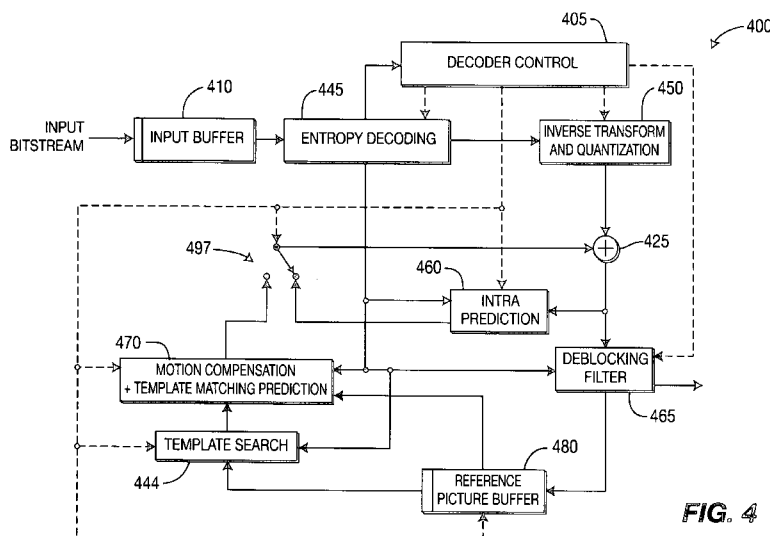 405
400
DECODER CONTROL
410
445
450
INPUT
BITSTREAM
INPUT BUFFER
ENTROPY DECODING
INVERSE TRANSFORM
AND QUANTIZATION
497
425
460
INTRA
PREDICTION
470
MOTION COMPENSATION
+ TEMPLATE MATCHING PREDICTION
DEBLOCKING
FILTER
465
TEMPLATE SEARCH
444
480
REFERENCE
PICTURE BUFFER
FIG. 4